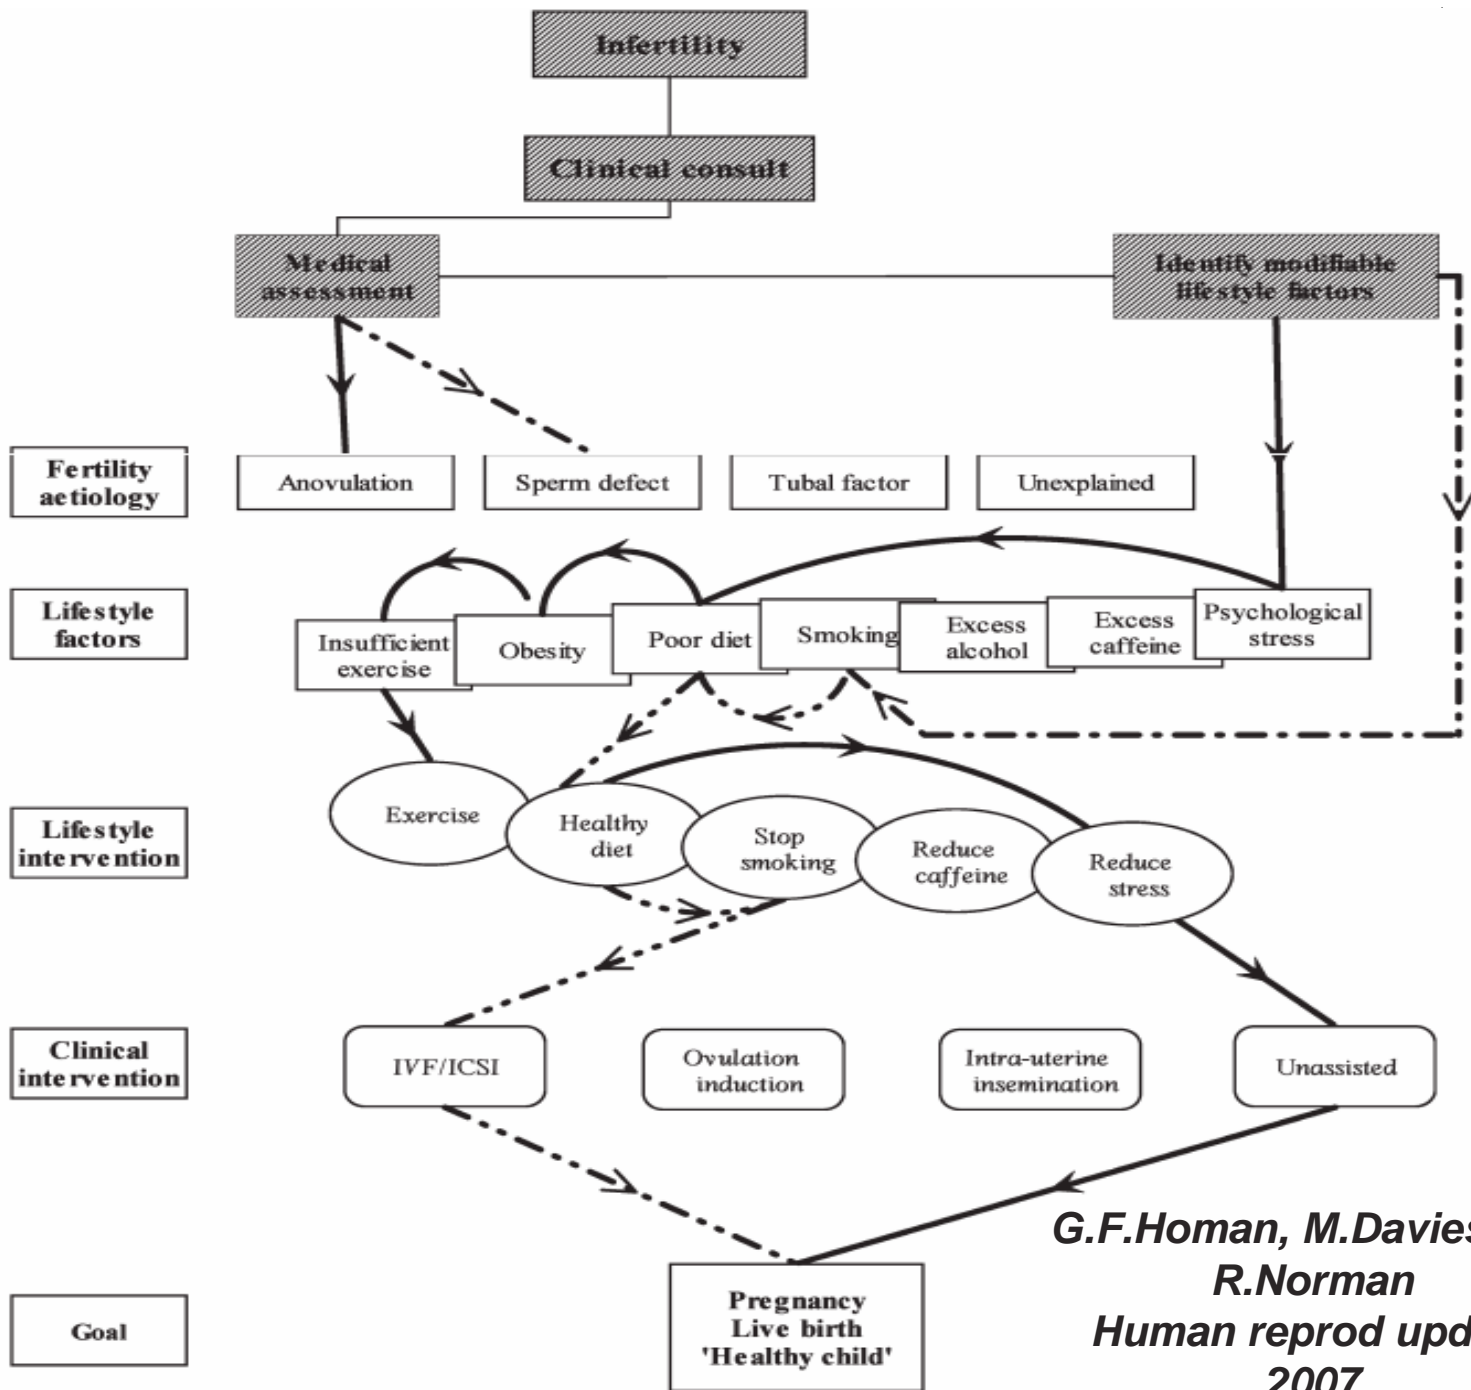 Infertility
Clinical consult
Medical
assessment
Identify modifiable
lifestyle factors
Fertility
aetiology
Anovulation
Sperm defect
Tubal factor
Unexplained
Lifestyle
factors
Insufficient
exercise
Obesity
Poor diet
Smoking
Excess
alcohol
Excess
caffeine
Psychological
stress
Lifestyle
intervention
Exercise
Healthy
diet
Stop
smoking
Reduce
caffeine
Reduce
stress
Clinical
intervention
IVF/ICSI
Ovulation
induction
Intra-uterine
insemination
Unassisted
Goal
Pregnancy
Live birth
'Healthy child'
G.F.Homan, M.Davies
R.Norman
Human reprod upd
2007